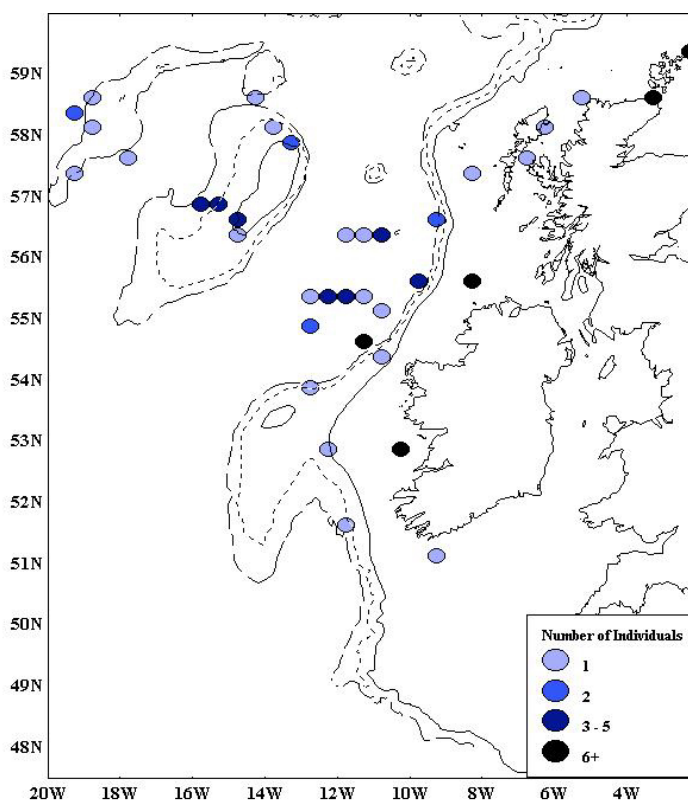 59N
58N
57N
56N
55N
54N
53N
52N
51N
50N
49N
48N
Number of Individuals
1
2
3 - 5
6+
20W 18W 16W 14W 12W 10W 8W 6W 4W